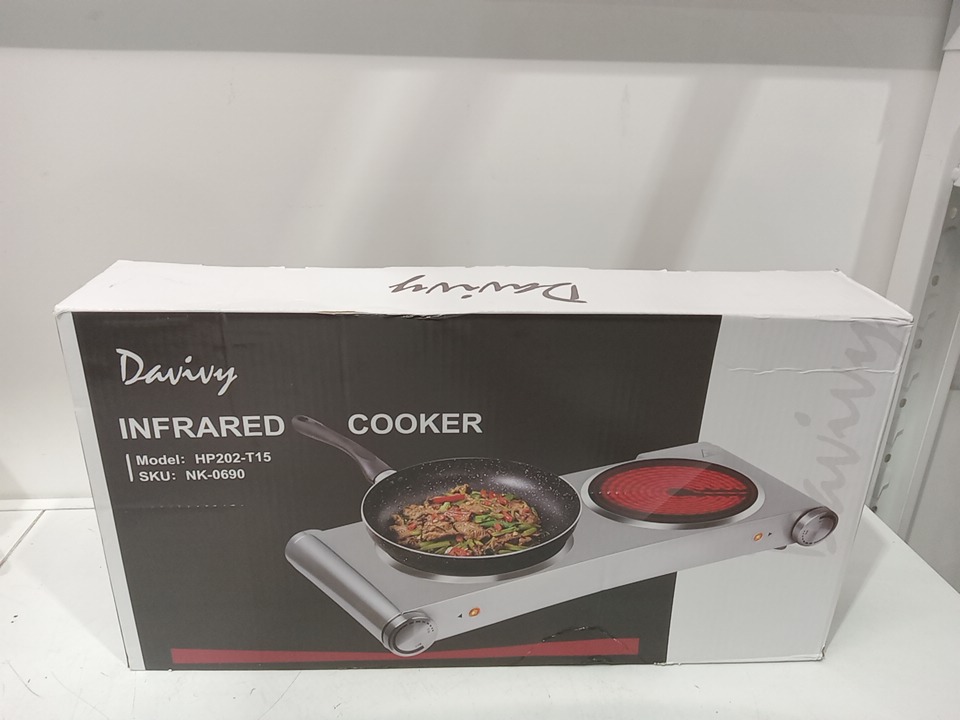 Davivy
Davivy
INFRARED COOKER
Model: HP202-T15
SKU: NK-0690
Davivy